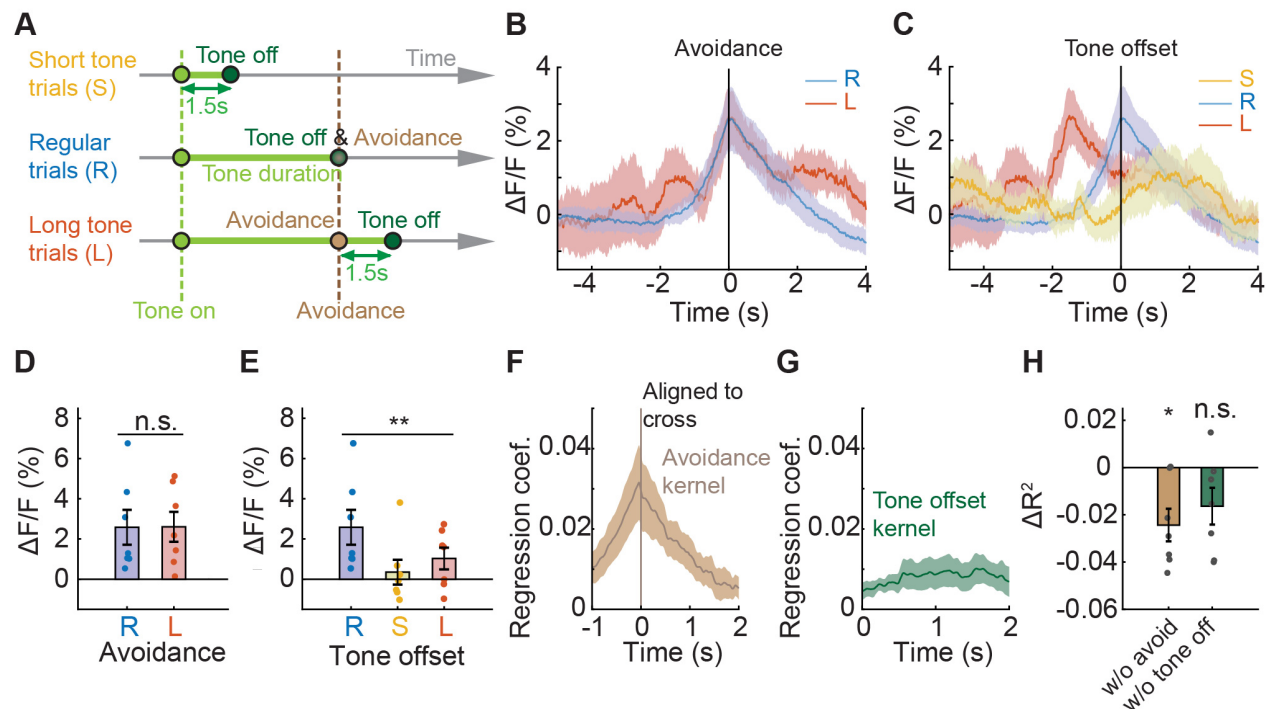 A
Short tone
trials (S)
Tone off
Time
1.5s
Regular
trials (R)
Tone off & Avoidance
Tone duration
Long tone
trials (L)
Avoidance
Tone off
1.5s
Tone on
Avoidance
B
Avoidance
R
L
ΔF/F (%)
4
2
0
-4 -2 0 2 4
Time (s)
C
Tone offset
S
R
L
ΔF/F (%)
4
2
0
-4 -2 0 2 4
Time (s)
D
n.s.
ΔF/F (%)
8
6
4
2
0
R L
Avoidance
E
**
ΔF/F (%)
8
6
4
2
0
R S L
Tone offset
F
Aligned to
cross
Avoidance
kernel
Regression coef.
0.04
0.02
0
-1 0 1 2
Time (s)
G
Tone offset
kernel
Regression coef.
0.04
0.02
0
0 1 2
Time (s)
H
* n.s.
ΔR2
0.02
0
-0.02
-0.04
-0.06
w/o avoid
w/o tone off